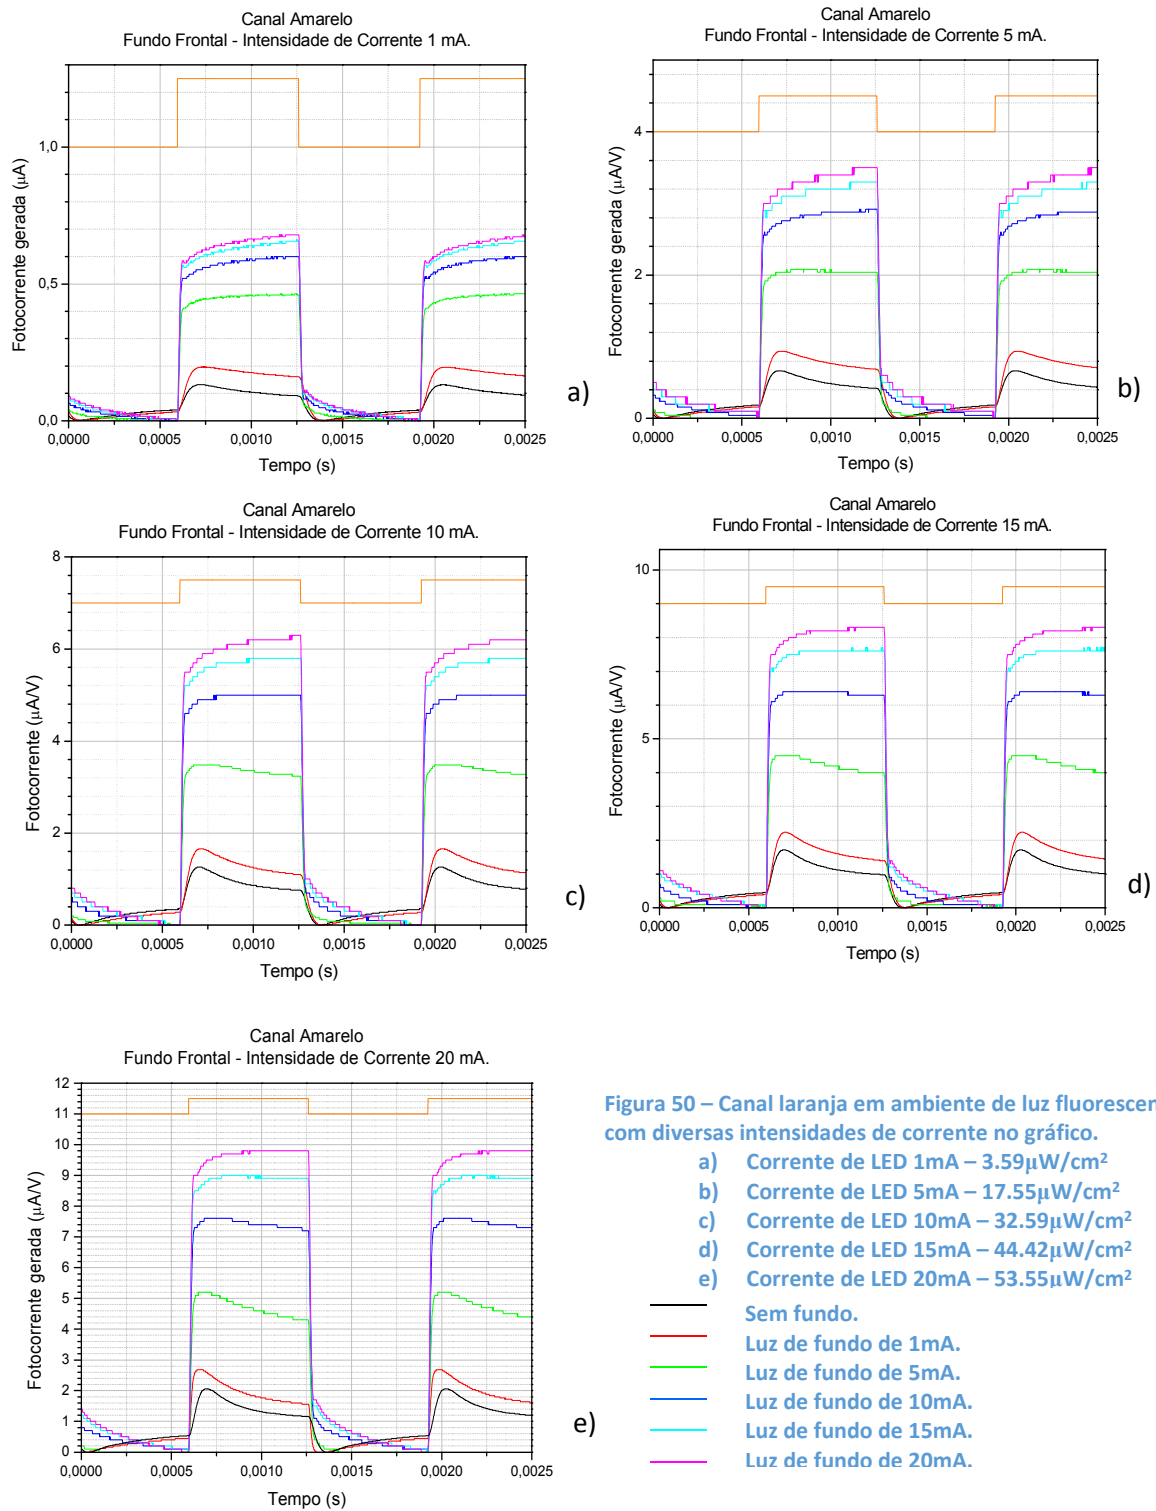 Canal Amarelo
Fundo Frontal - Intensidade de Corrente 1 mA.
1,0
0,5
0,0
Fotocorrente gerada (µA)
0,0000 0,0005 0,0010 0,0015 0,0020 0,0025
Tempo (s)
a)
Canal Amarelo
Fundo Frontal - Intensidade de Corrente 5 mA.
4
2
0
Fotocorrente gerada (µA/V)
0,0000 0,0005 0,0010 0,0015 0,0020 0,0025
Tempo (s)
b)
Canal Amarelo
Fundo Frontal - Intensidade de Corrente 10 mA.
8
6
4
2
0
Fotocorrente (µA/V)
0,0000 0,0005 0,0010 0,0015 0,0020 0,0025
Tempo (s)
c)
Canal Amarelo
Fundo Frontal - Intensidade de Corrente 15 mA.
10
5
0
Fotocorrente (µA/V)
0,0000 0,0005 0,0010 0,0015 0,0020 0,0025
Tempo (s)
d)
Canal Amarelo
Fundo Frontal - Intensidade de Corrente 20 mA.
12
11
10
9
8
7
6
5
4
3
2
1
0
Fotocorrente gerada (µA/V)
0,0000 0,0005 0,0010 0,0015 0,0020 0,0025
Tempo (s)
e)
Figura 50 – Canal laranja em ambiente de luz fluorescen
com diversas intensidades de corrente no gráfico.
a) Corrente de LED 1mA – 3.59µW/cm²
b) Corrente de LED 5mA – 17.55µW/cm²
c) Corrente de LED 10mA – 32.59µW/cm²
d) Corrente de LED 15mA – 44.42µW/cm²
e) Corrente de LED 20mA – 53.55µW/cm²
Sem fundo.
Luz de fundo de 1mA.
Luz de fundo de 5mA.
Luz de fundo de 10mA.
Luz de fundo de 15mA.
Luz de fundo de 20mA.